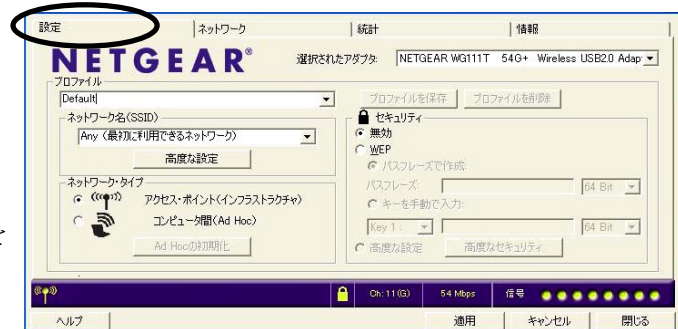 設定 ネットワーク 統計 情報
NETGEAR® 選択されたアダプタ: NETGEAR WG111T 54G+ Wireless USB2.0 Adap
プロファイル
Default プロファイルを保存 プロファイルを削除
ネットワーク名(SSID) セキュリティ
Any (最初に利用できるネットワーク) 無効
高度な設定 WEP
パスフレーズで作成:
ネットワーク・タイプ パスフレーズ: 64 Bit
アクセス・ポイント(インフラストラクチャ) キーを手動で入力:
コンピュータ間(Ad Hoc) Key 1 : 64 Bit
Ad Hocの初期化 高度な設定 高度なセキュリティ
Ch: 11 (G) 54 Mbps 信号
ヘルプ 適用 キャンセル 閉じる